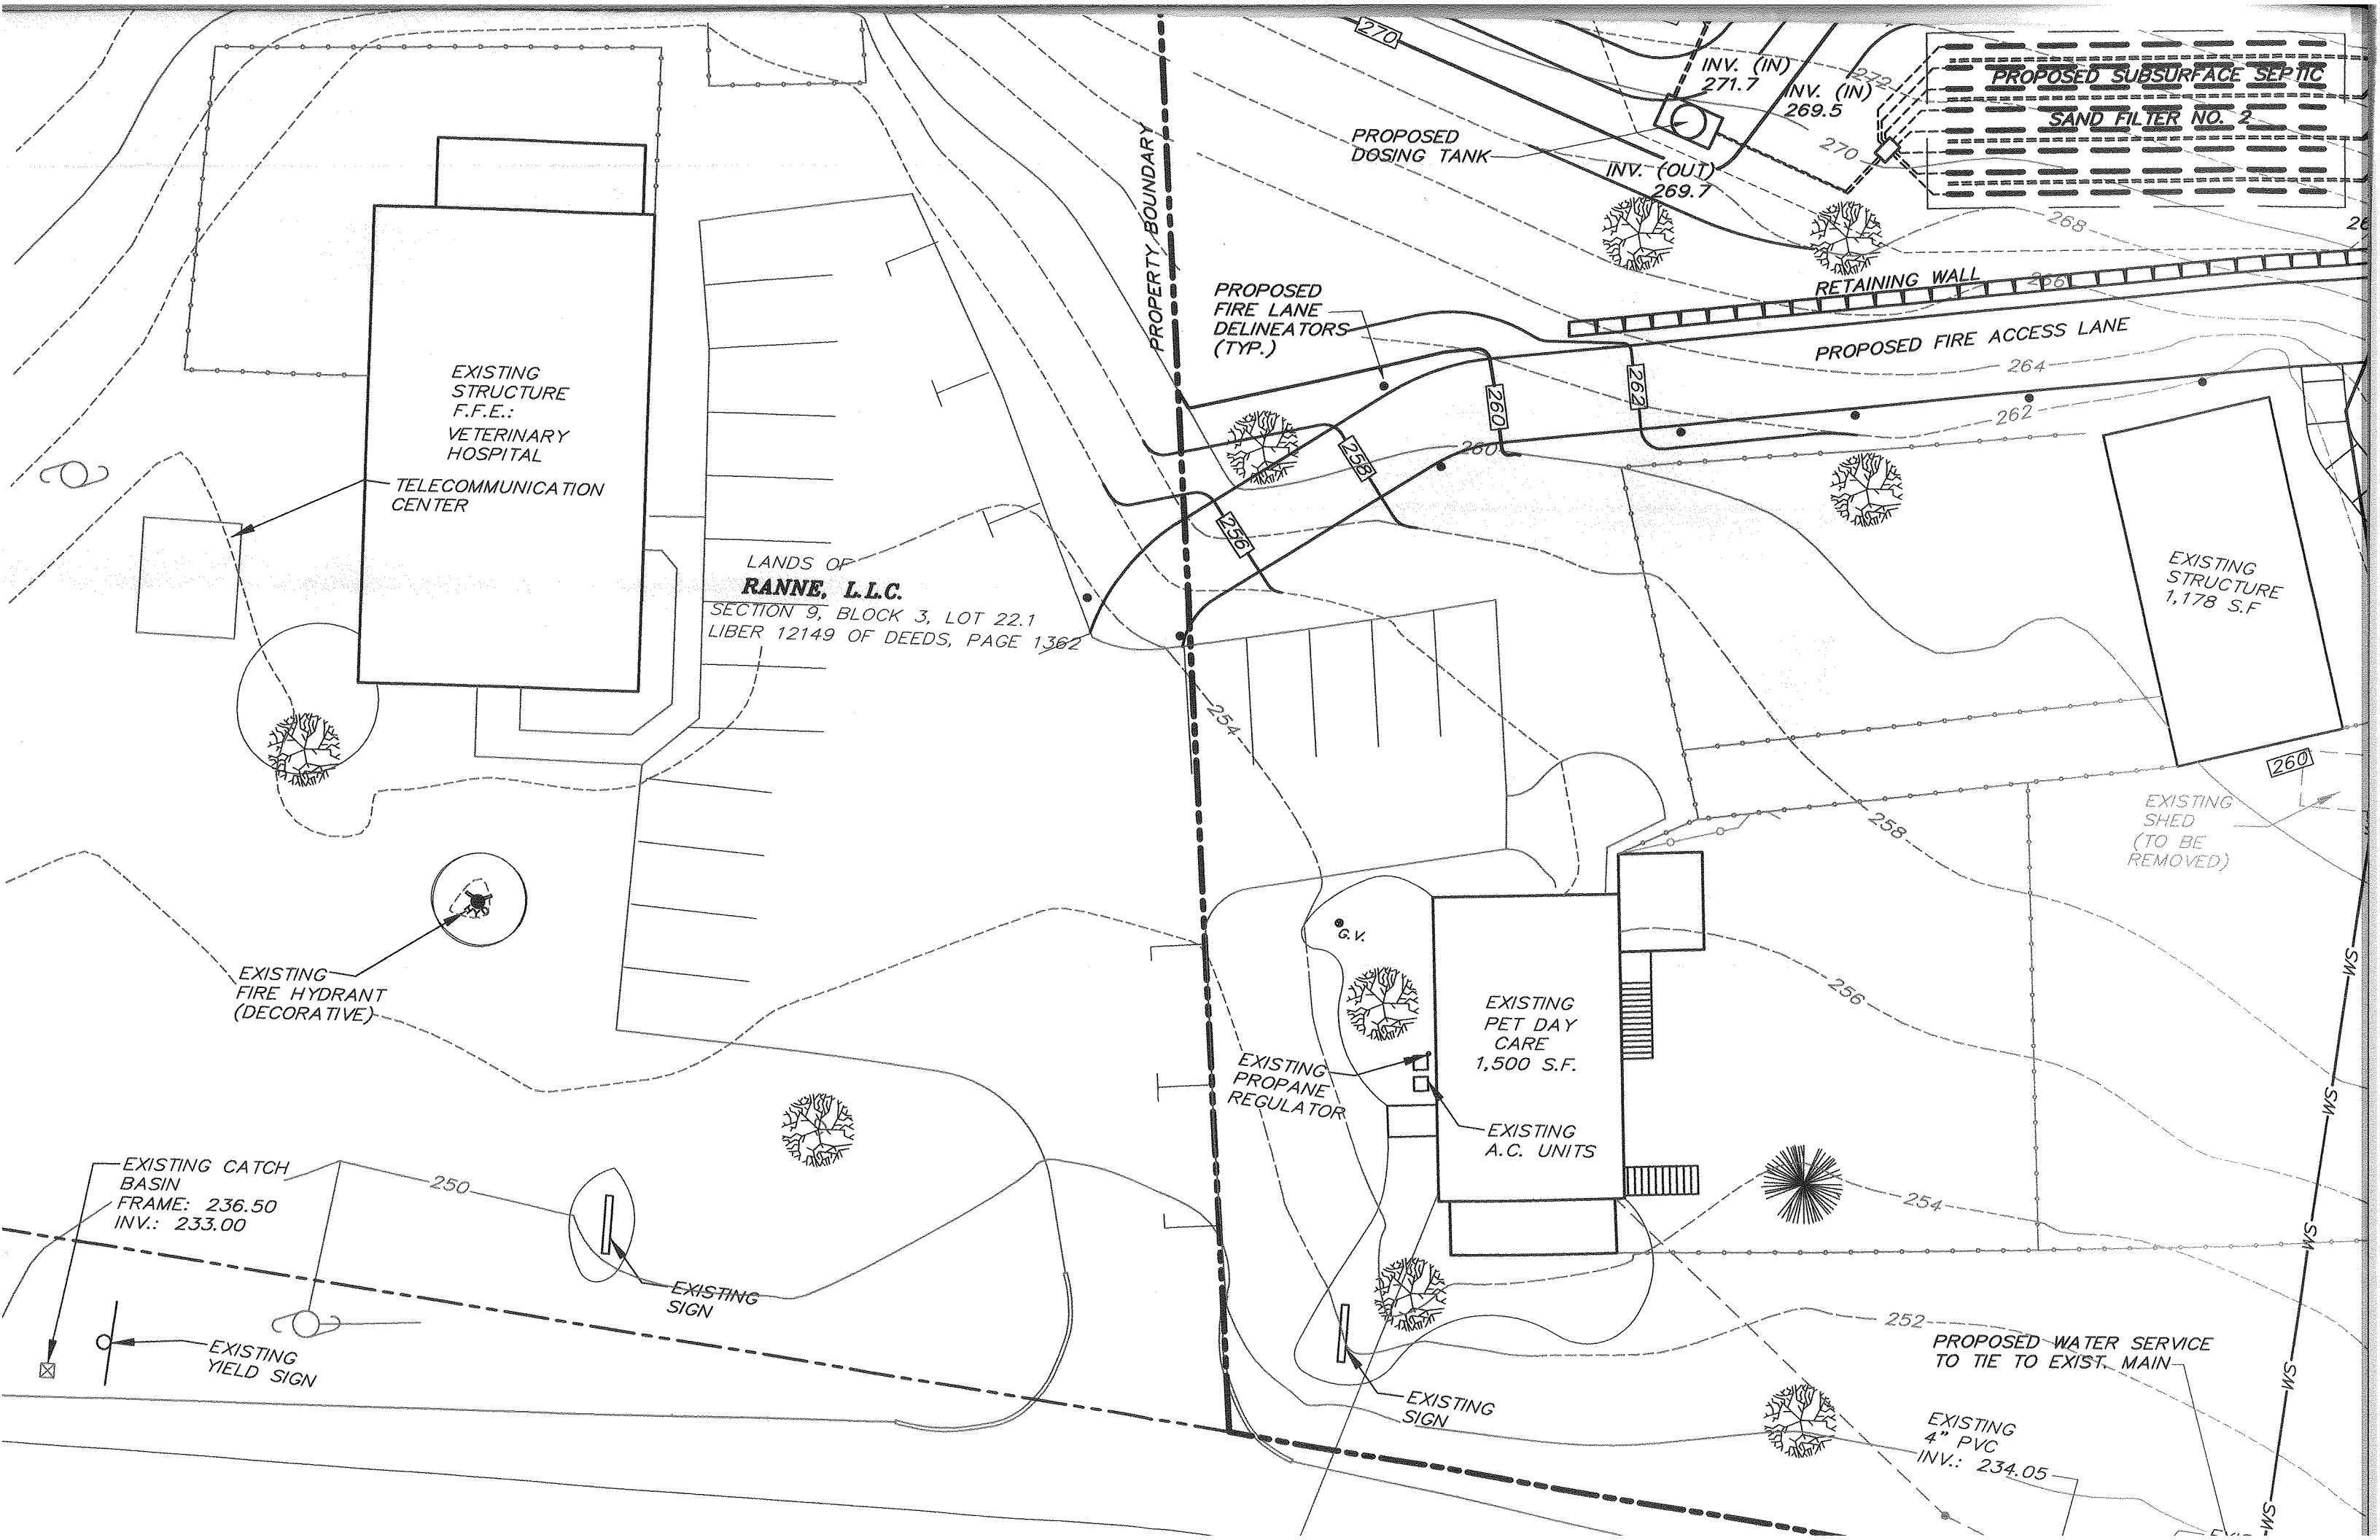 270
INV. (IN)
271.7
INV. (IN)
269.5
272
PROPOSED SUBSURFACE SEPTIC
SAND FILTER NO. 2
PROPOSED
DOSING TANK
270
INV. (OUT)
269.7
268
PROPERTY BOUNDARY
RETAINING WALL
266
PROPOSED
FIRE LANE
DELINEATORS
(TYP.)
PROPOSED FIRE ACCESS LANE
264
262
262
260
260
258
256
EXISTING
STRUCTURE
F.F.E.:
VETERINARY
HOSPITAL
TELECOMMUNICATION
CENTER
LANDS OF
RANNE, L.L.C.
SECTION 9, BLOCK 3, LOT 22.1
LIBER 12149 OF DEEDS, PAGE 1362
EXISTING
STRUCTURE
1,178 S.F
254
260
EXISTING
SHED
(TO BE
REMOVED)
258
G.V.
EXISTING
FIRE HYDRANT
(DECORATIVE)
EXISTING
PET DAY
CARE
1,500 S.F.
256
SW
EXISTING
PROPANE
REGULATOR
EXISTING
A.C. UNITS
SW
EXISTING CATCH
BASIN
FRAME: 236.50
INV.: 233.00
250
254
SW
EXISTING
SIGN
252
EXISTING
YIELD SIGN
PROPOSED WATER SERVICE
TO TIE TO EXIST. MAIN
SW
EXISTING
SIGN
EXISTING
4" PVC
INV.: 234.05
SW